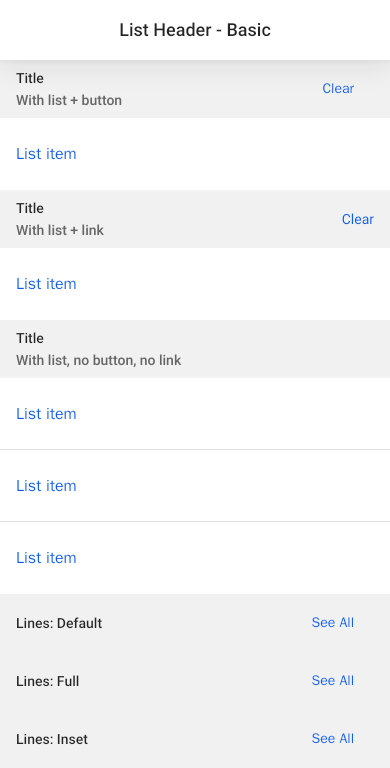 List Header - Basic
Title
With list + button
Clear
List item
Title
With list + link
Clear
List item
Title
With list, no button, no link
List item
List item
List item
Lines: Default
See All
Lines: Full
See All
Lines: Inset
See All